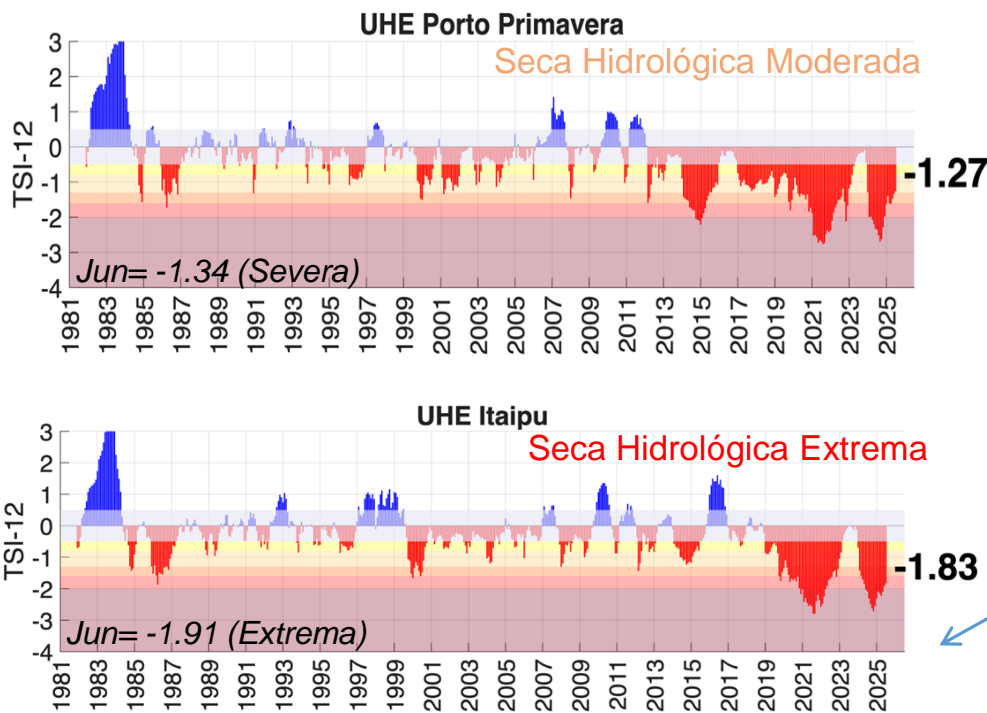 UHE Porto Primavera
Seca Hidrológica Moderada
TSI-12
3
2
1
0
-1
-2
-3
-4
-1.27
Jun= -1.34 (Severa)
1981 1983 1985 1987 1989 1991 1993 1995 1997 1999 2001 2003 2005 2007 2009 2011 2013 2015 2017 2019 2021 2023 2025
UHE Itaipu
Seca Hidrológica Extrema
TSI-12
3
2
1
0
-1
-2
-3
-4
-1.83
Jun= -1.91 (Extrema)
1981 1983 1985 1987 1989 1991 1993 1995 1997 1999 2001 2003 2005 2007 2009 2011 2013 2015 2017 2019 2021 2023 2025